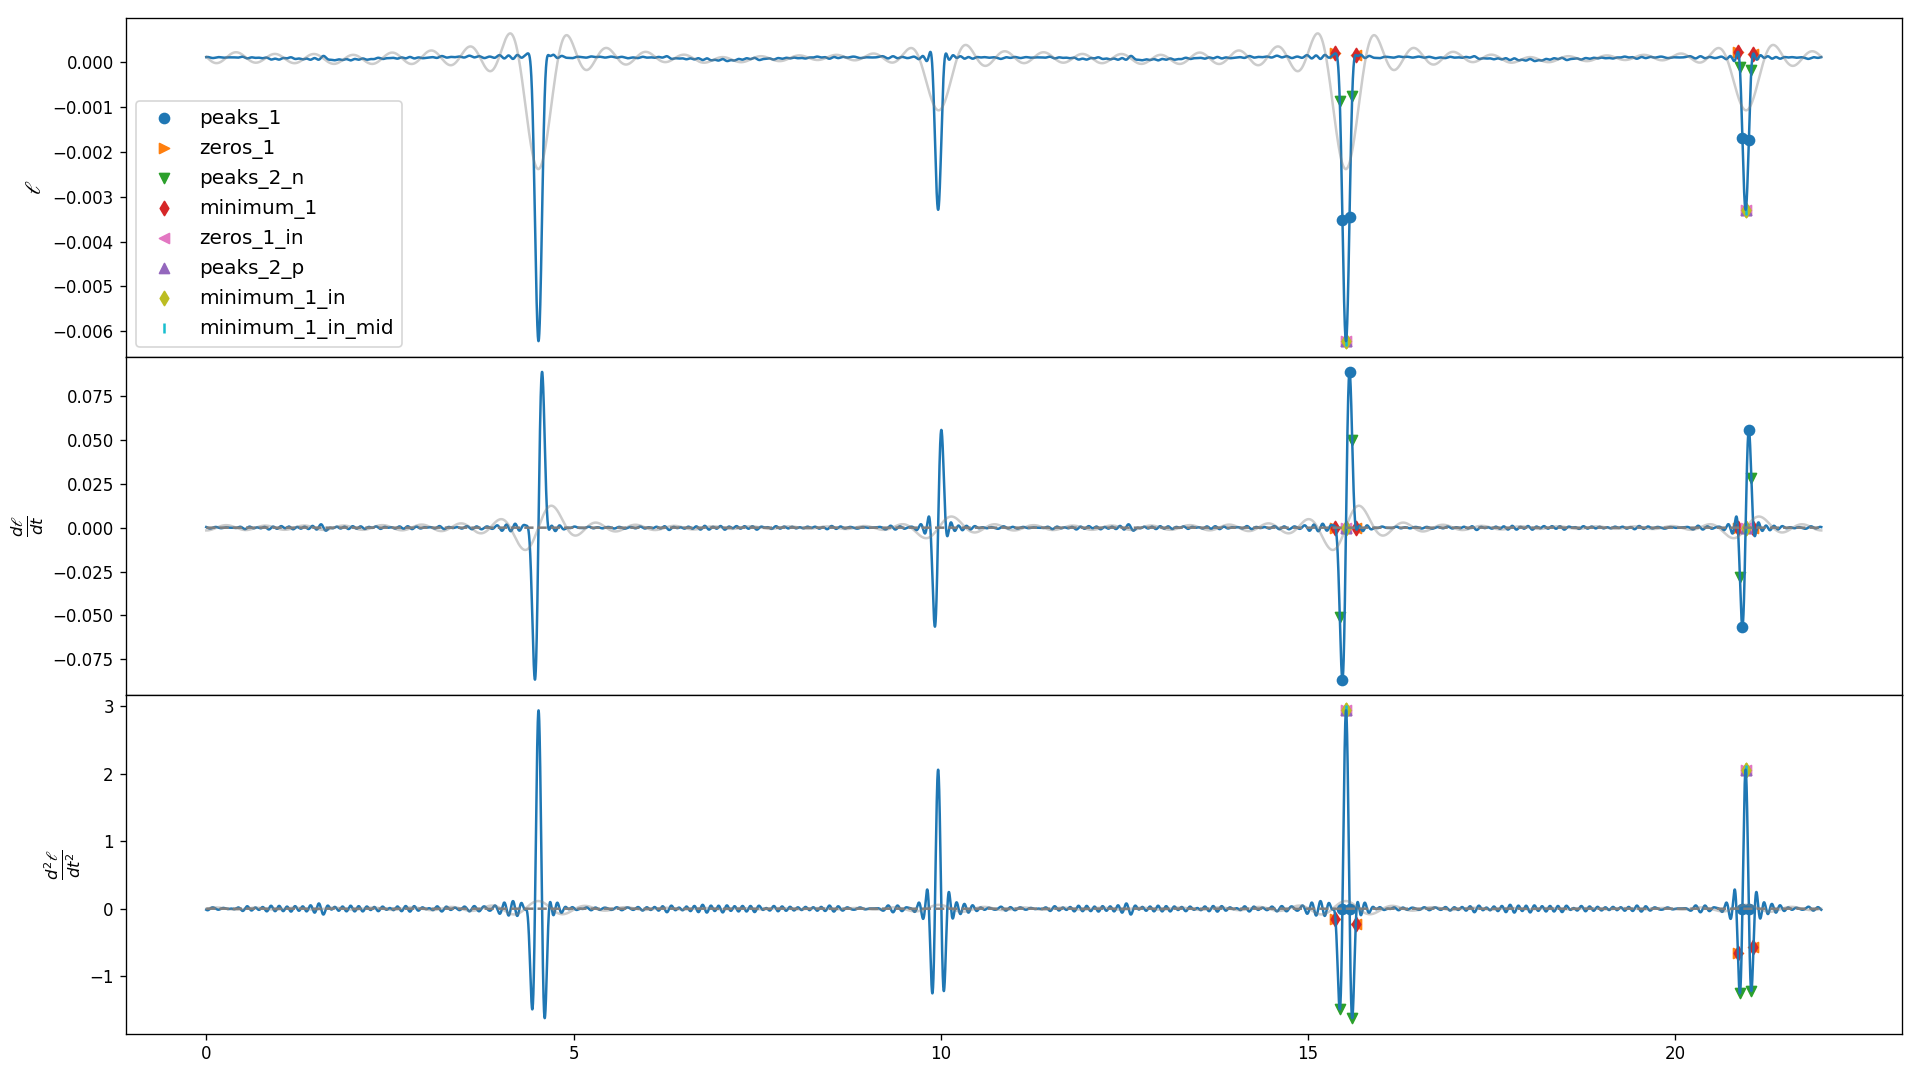 0.000
−0.001
−0.002
−0.003
−0.004
−0.005
−0.006
ℓ
peaks_1
zeros_1
peaks_2_n
minimum_1
zeros_1_in
peaks_2_p
minimum_1_in
minimum_1_in_mid
0.075
0.050
0.025
0.000
−0.025
−0.050
−0.075
dℓ
dt
3
2
1
0
−1
d²ℓ
dt²
0 5 10 15 20